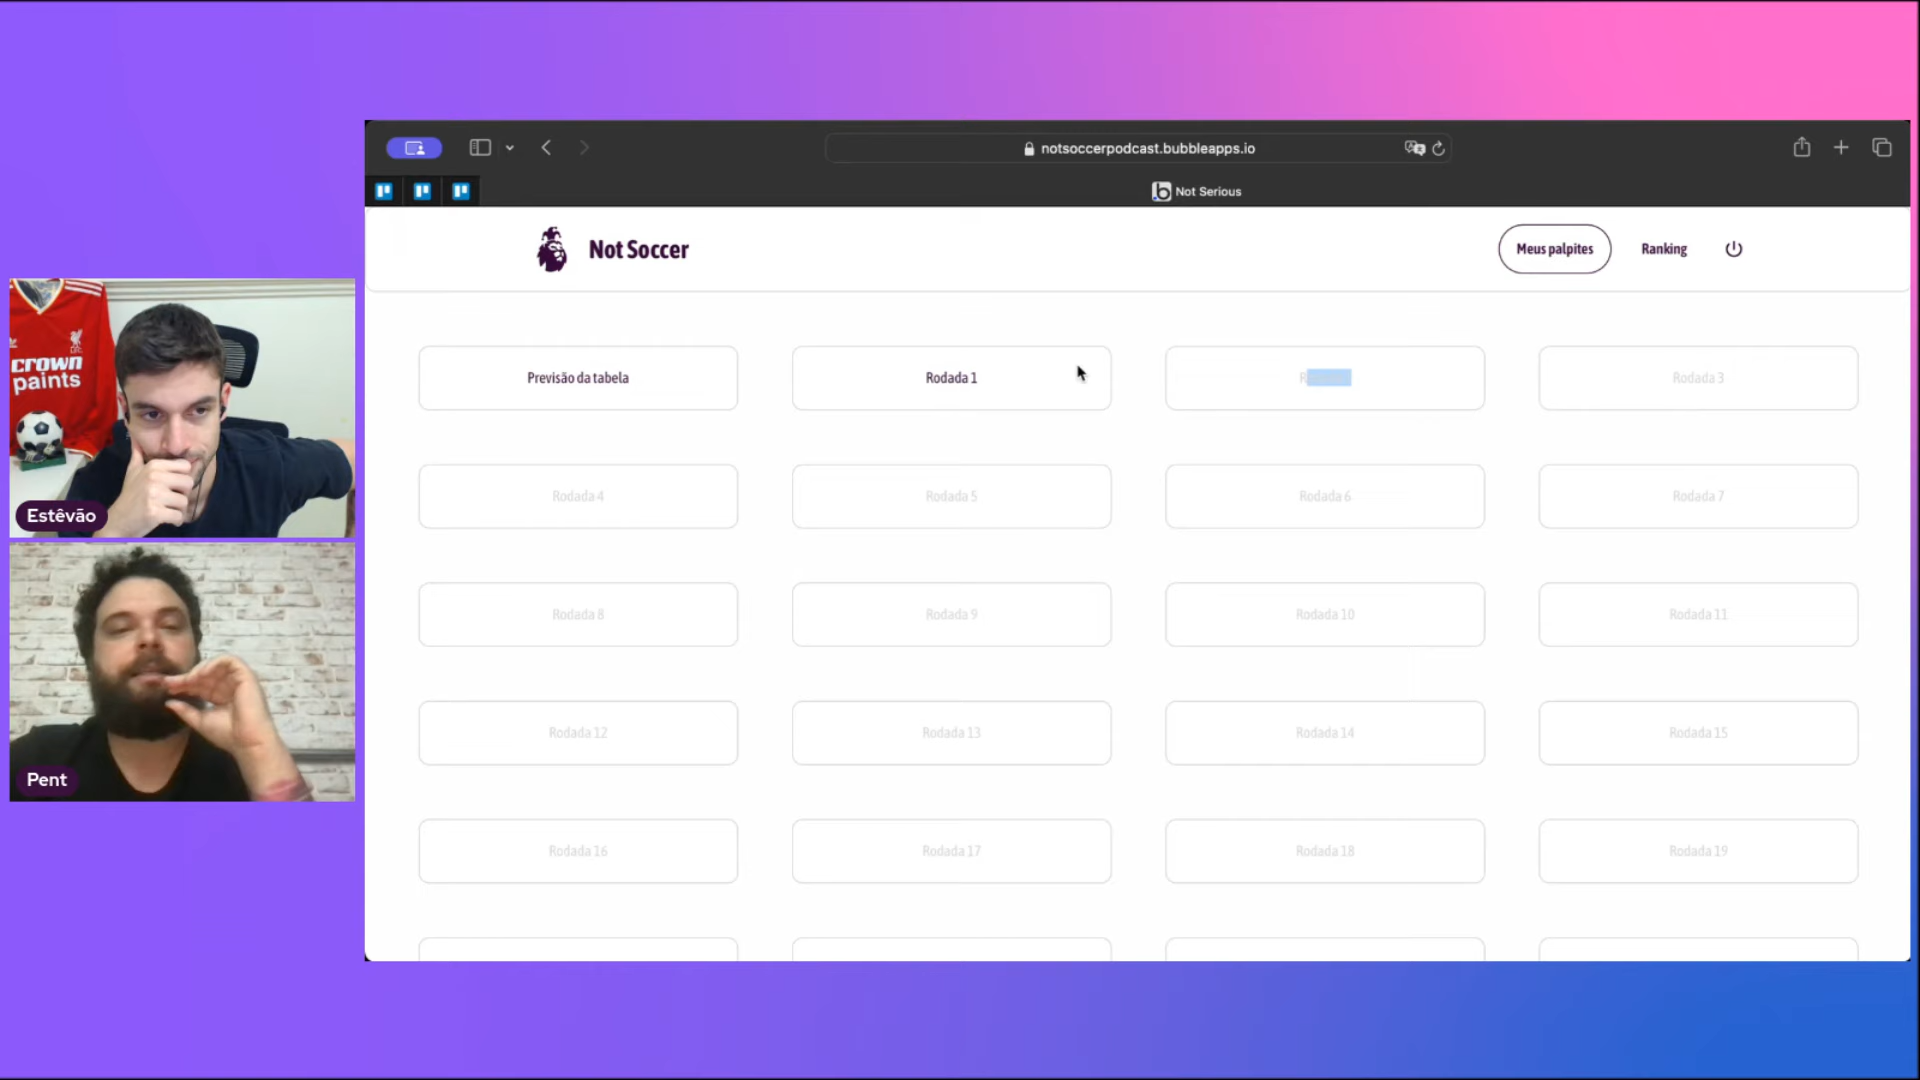 notsoccerpodcast.bubbleapps.io
Not Serious
Not Soccer
Meus palpites
Ranking
Previsão da tabela
Rodada 1
Rodada 3
Rodada 4
Rodada 5
Rodada 6
Rodada 7
Rodada 8
Rodada 9
Rodada 10
Rodada 11
Rodada 12
Rodada 13
Rodada 14
Rodada 15
Rodada 16
Rodada 17
Rodada 18
Rodada 19
crown
paints
Estêvão
Pent